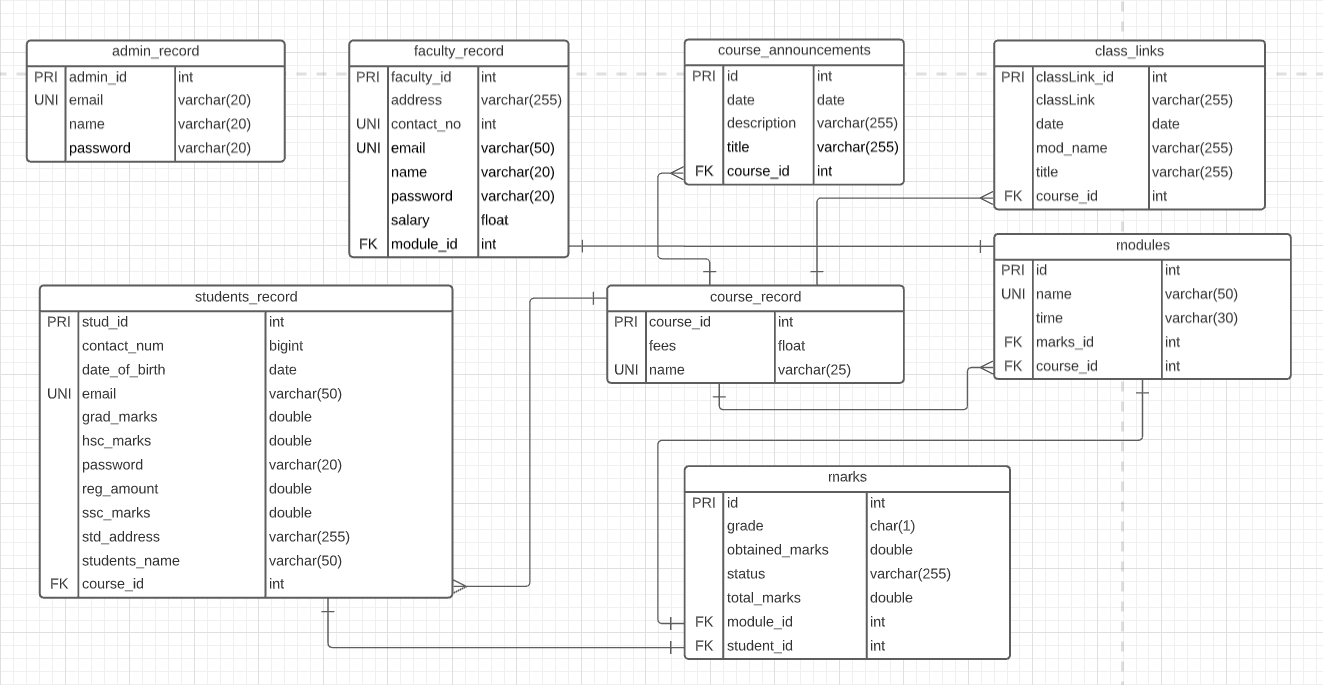 admin_record
PRI admin_id int
UNI email varchar(20)
name varchar(20)
password varchar(20)
faculty_record
PRI faculty_id int
address varchar(255)
UNI contact_no int
UNI email varchar(50)
name varchar(20)
password varchar(20)
salary float
FK module_id int
course_announcements
PRI id int
date date
description varchar(255)
title varchar(255)
FK course_id int
class_links
PRI classLink_id int
classLink varchar(255)
date date
mod_name varchar(255)
title varchar(255)
FK course_id int
students_record
PRI stud_id int
contact_num bigint
date_of_birth date
UNI email varchar(50)
grad_marks double
hsc_marks double
password varchar(20)
reg_amount double
ssc_marks double
std_address varchar(255)
students_name varchar(50)
FK course_id int
course_record
PRI course_id int
fees float
UNI name varchar(25)
modules
PRI id int
UNI name varchar(50)
time varchar(30)
FK marks_id int
FK course_id int
marks
PRI id int
grade char(1)
obtained_marks double
status varchar(255)
total_marks double
FK module_id int
FK student_id int